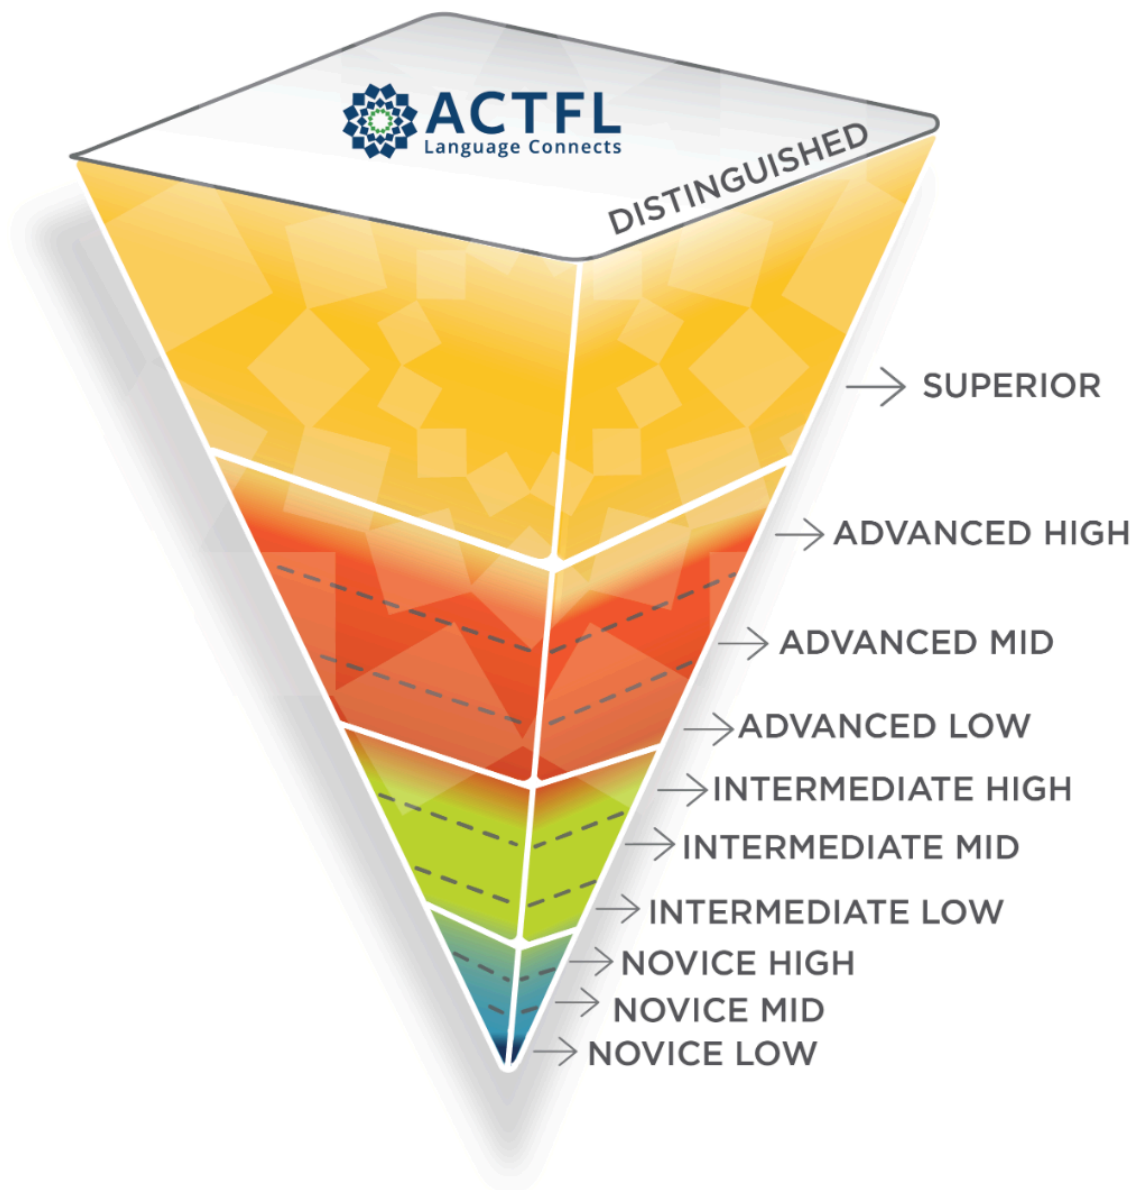 ACTFL
Language Connects
DISTINGUISHED
SUPERIOR
ADVANCED HIGH
ADVANCED MID
ADVANCED LOW
INTERMEDIATE HIGH
INTERMEDIATE MID
INTERMEDIATE LOW
NOVICE HIGH
NOVICE MID
NOVICE LOW